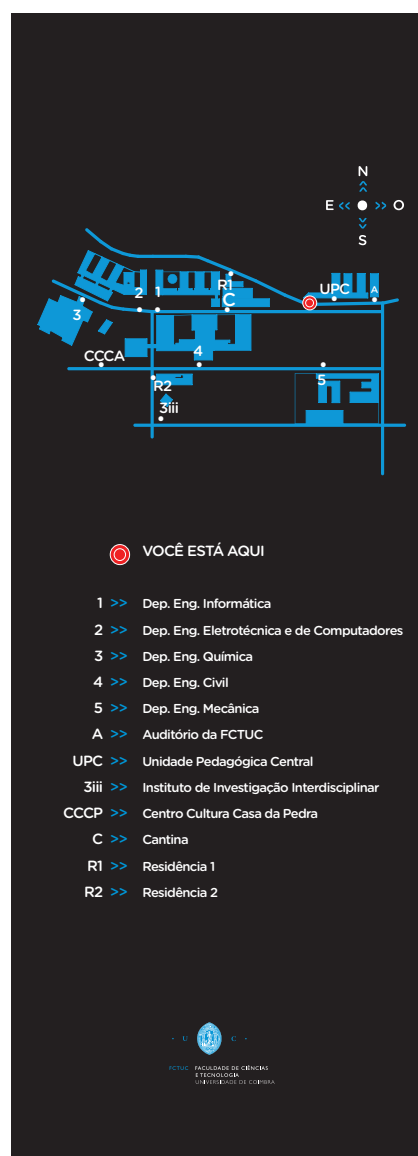 N
E << >> O
S
UPC
A
R1
2 1
C
3
CCCA
4
5
R2
3iii
VOCÊ ESTÁ AQUI
1 >> Dep. Eng. Informática
2 >> Dep. Eng. Eletrotécnica e de Computadores
3 >> Dep. Eng. Química
4 >> Dep. Eng. Civil
5 >> Dep. Eng. Mecânica
A >> Auditório da FCTUC
UPC >> Unidade Pedagógica Central
3iii >> Instituto de Investigação Interdisciplinar
CCCP >> Centro Cultura Casa da Pedra
C >> Cantina
R1 >> Residência 1
R2 >> Residência 2
· U C ·
FCTUC FACULDADE DE CIÊNCIAS
E TECNOLOGIA
UNIVERSIDADE DE COIMBRA